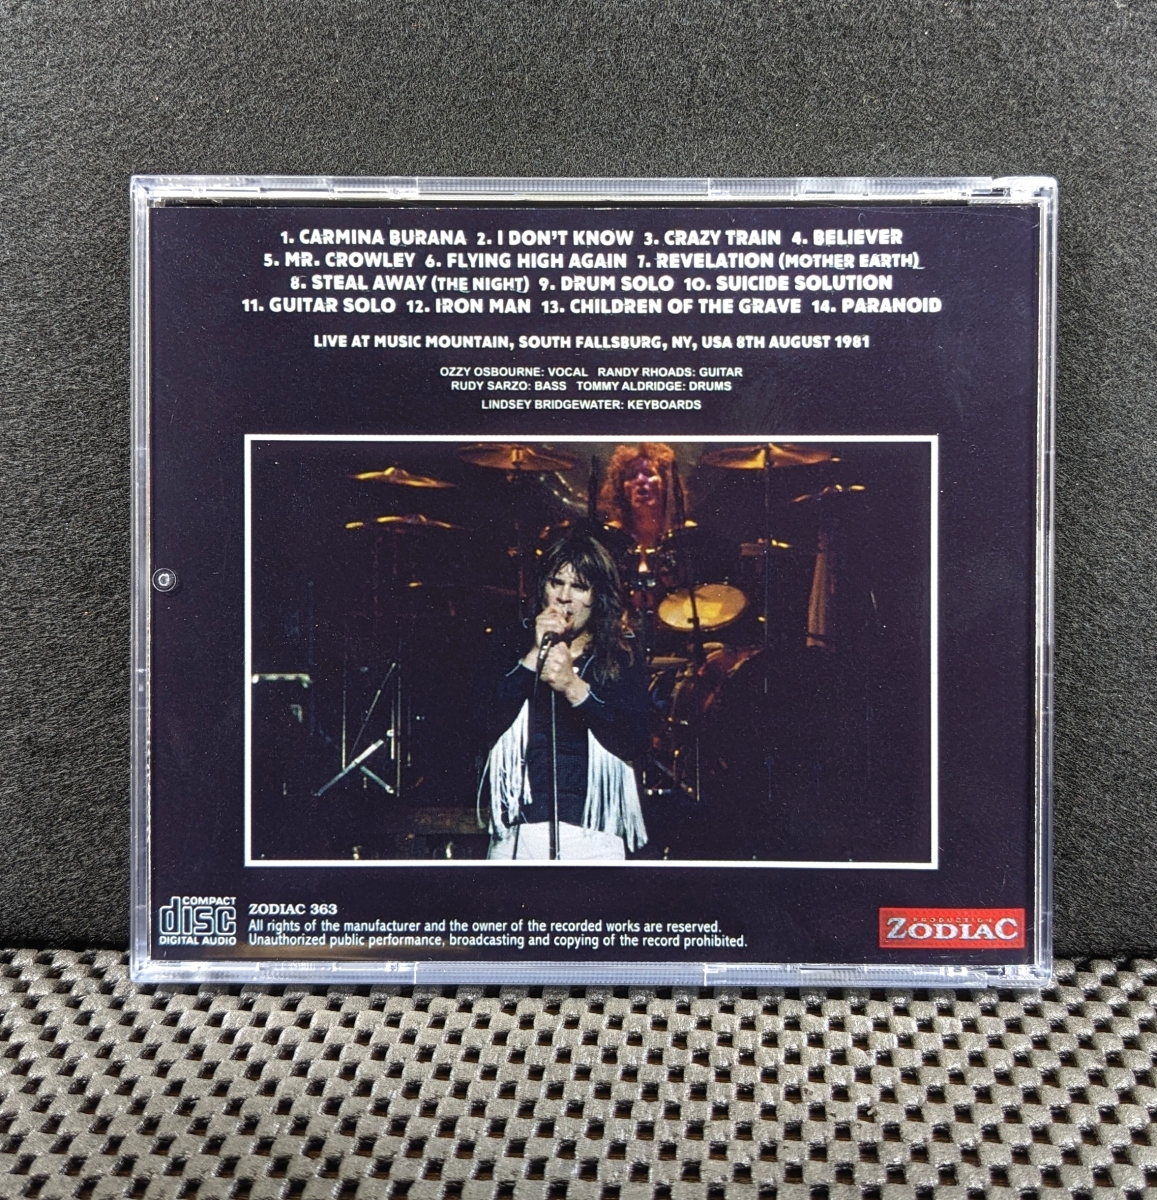 1. CARMINA BURANA 2. I DON'T KNOW 3. CRAZY TRAIN 4. BELIEVER
5. MR. CROWLEY 6. FLYING HIGH AGAIN 7. REVELATION (MOTHER EARTH)
8. STEAL AWAY (THE NIGHT) 9. DRUM SOLO 10. SUICIDE SOLUTION
11. GUITAR SOLO 12. IRON MAN 13. CHILDREN OF THE GRAVE 14. PARANOID
LIVE AT MUSIC MOUNTAIN, SOUTH FALLSBURG, NY, USA 8TH AUGUST 1981
OZZY OSBOURNE: VOCAL RANDY RHOADS: GUITAR
RUDY SARZO: BASS TOMMY ALDRIDGE: DRUMS
LINDSEY BRIDGEWATER: KEYBOARDS
COMPACT
disc
DIGITAL AUDIO
ZODIAC 363
All rights of the manufacturer and the owner of the recorded works are reserved.
Unauthorized public performance, broadcasting and copying of the record prohibited.
PRODUCTION
ZODIAC